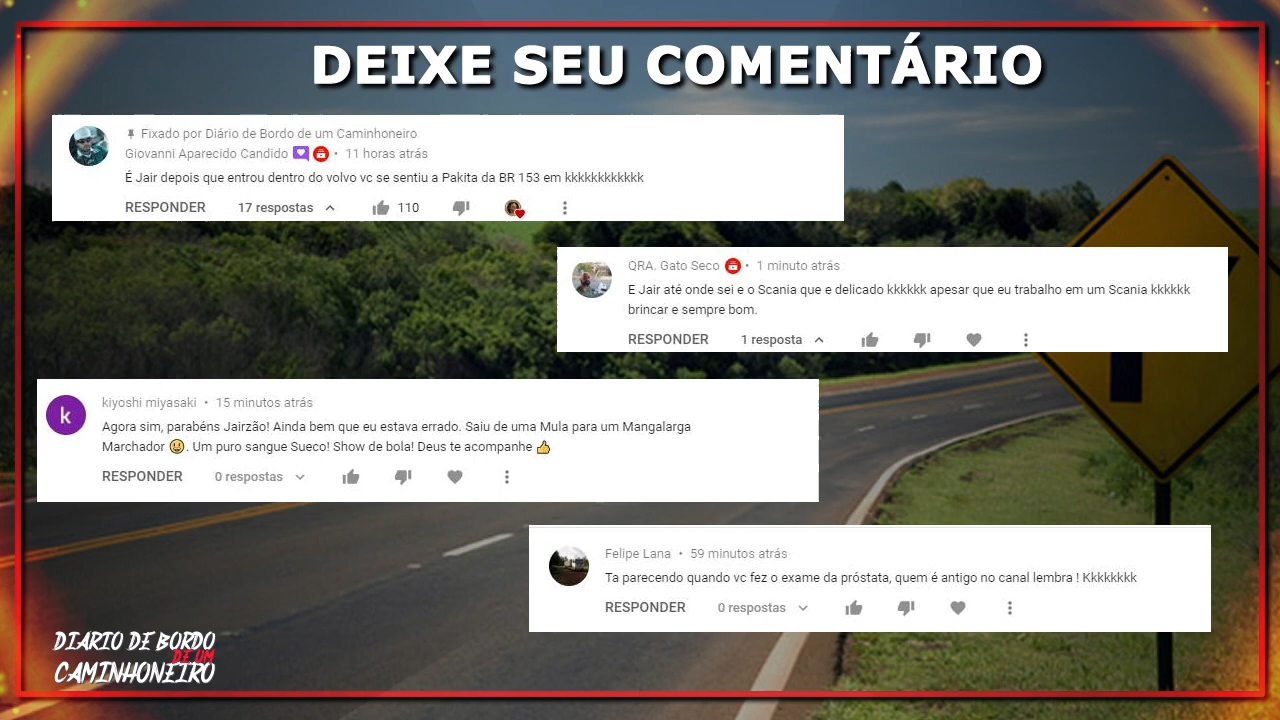 DEIXE SEU COMENTÁRIO
Fixado por Diário de Bordo de um Caminhoneiro
Giovanni Aparecido Candido • 11 horas atrás
É Jair depois que entrou dentro do volvo vc se sentiu a Pakita da BR 153 em kkkkkkkkkkkk
RESPONDER 17 respostas 110
QRA. Gato Seco • 1 minuto atrás
E Jair até onde sei e o Scania que e delicado kkkkkk apesar que eu trabalho em um Scania kkkkkk
brincar e sempre bom.
RESPONDER 1 resposta
k
kiyoshi miyasaki • 15 minutos atrás
Agora sim, parabéns Jairzão! Ainda bem que eu estava errado. Saiu de uma Mula para um Mangalarga
Marchador 😃. Um puro sangue Sueco! Show de bola! Deus te acompanhe 👍
RESPONDER 0 respostas
Felipe Lana • 59 minutos atrás
Ta parecendo quando vc fez o exame da próstata, quem é antigo no canal lembra ! Kkkkkkkk
RESPONDER 0 respostas
DIARIO DE BORDO
DE UM
CAMINHONEIRO